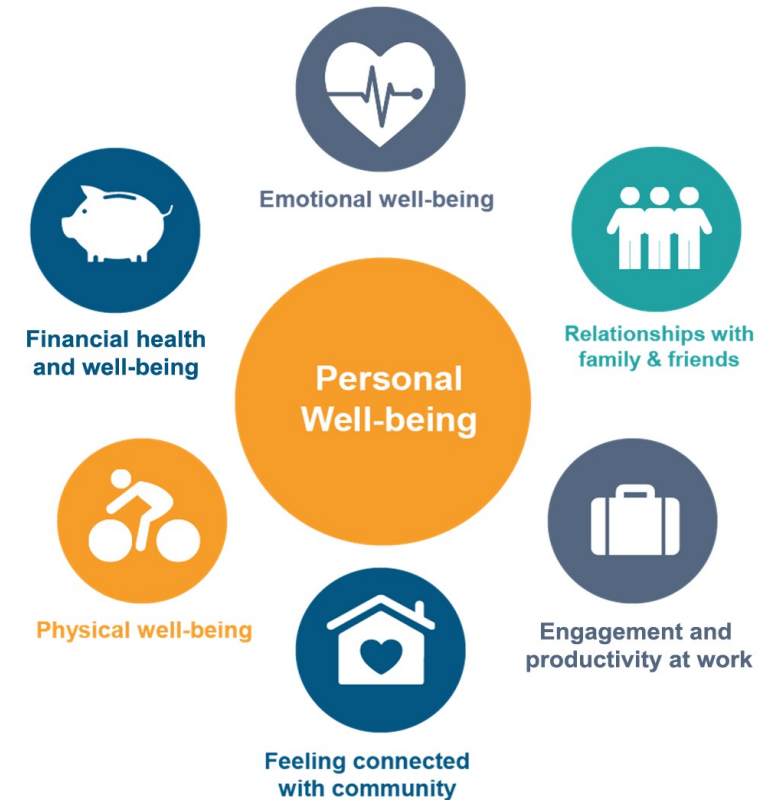 Emotional well-being
Financial health
and well-being
Relationships with
family & friends
Personal
Well-being
Physical well-being
Engagement and
productivity at work
Feeling connected
with community